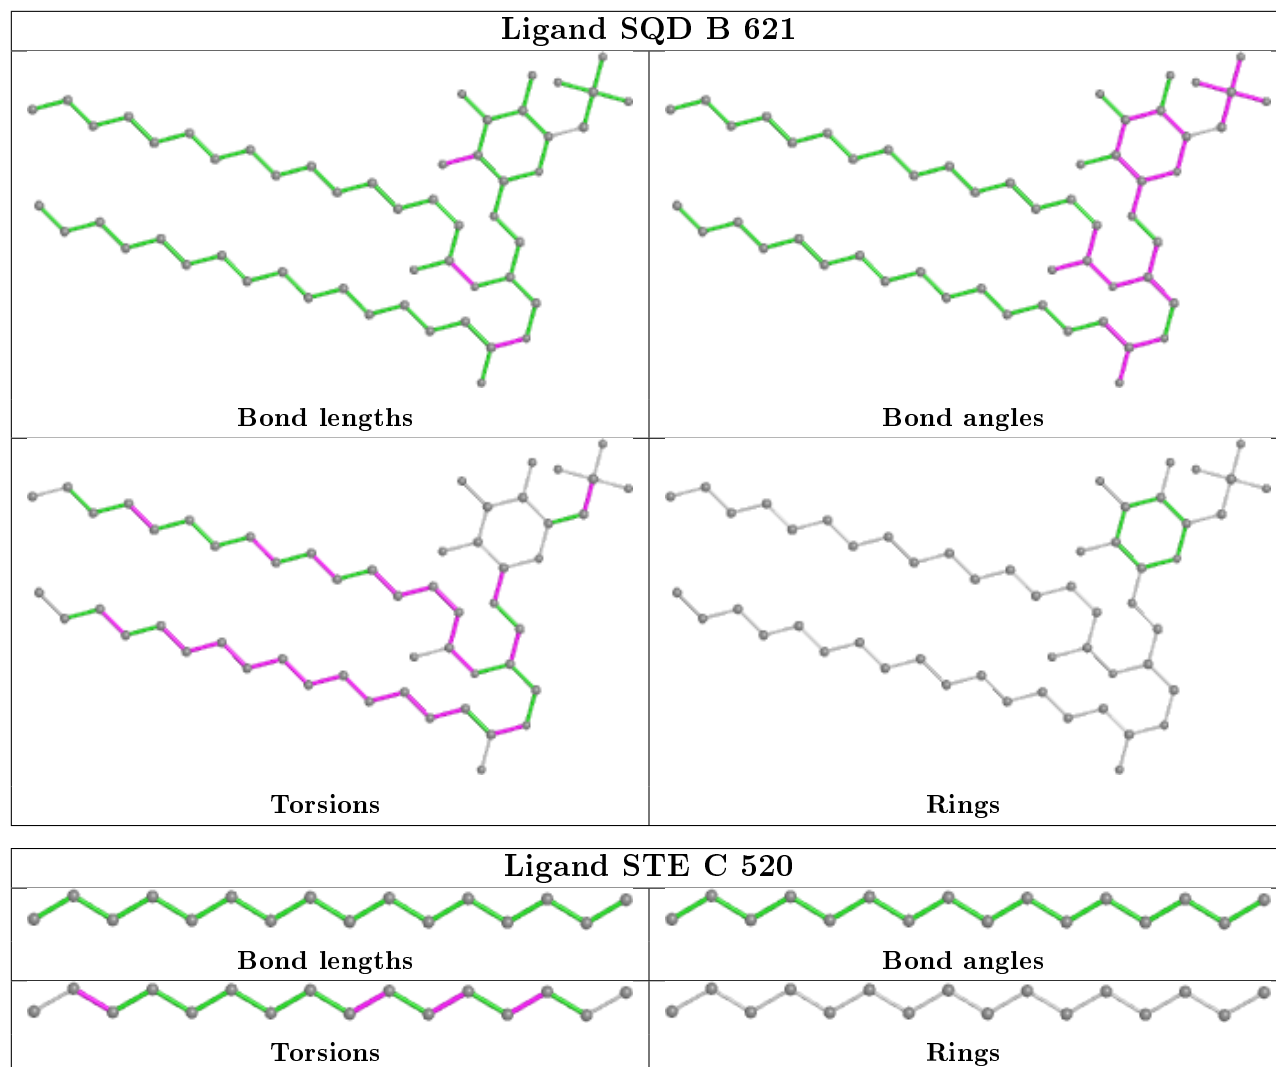 Ligand SQD B 621
Bond lengths Bond angles
Torsions Rings
Ligand STE C 520
Bond lengths Bond angles
Torsions Rings